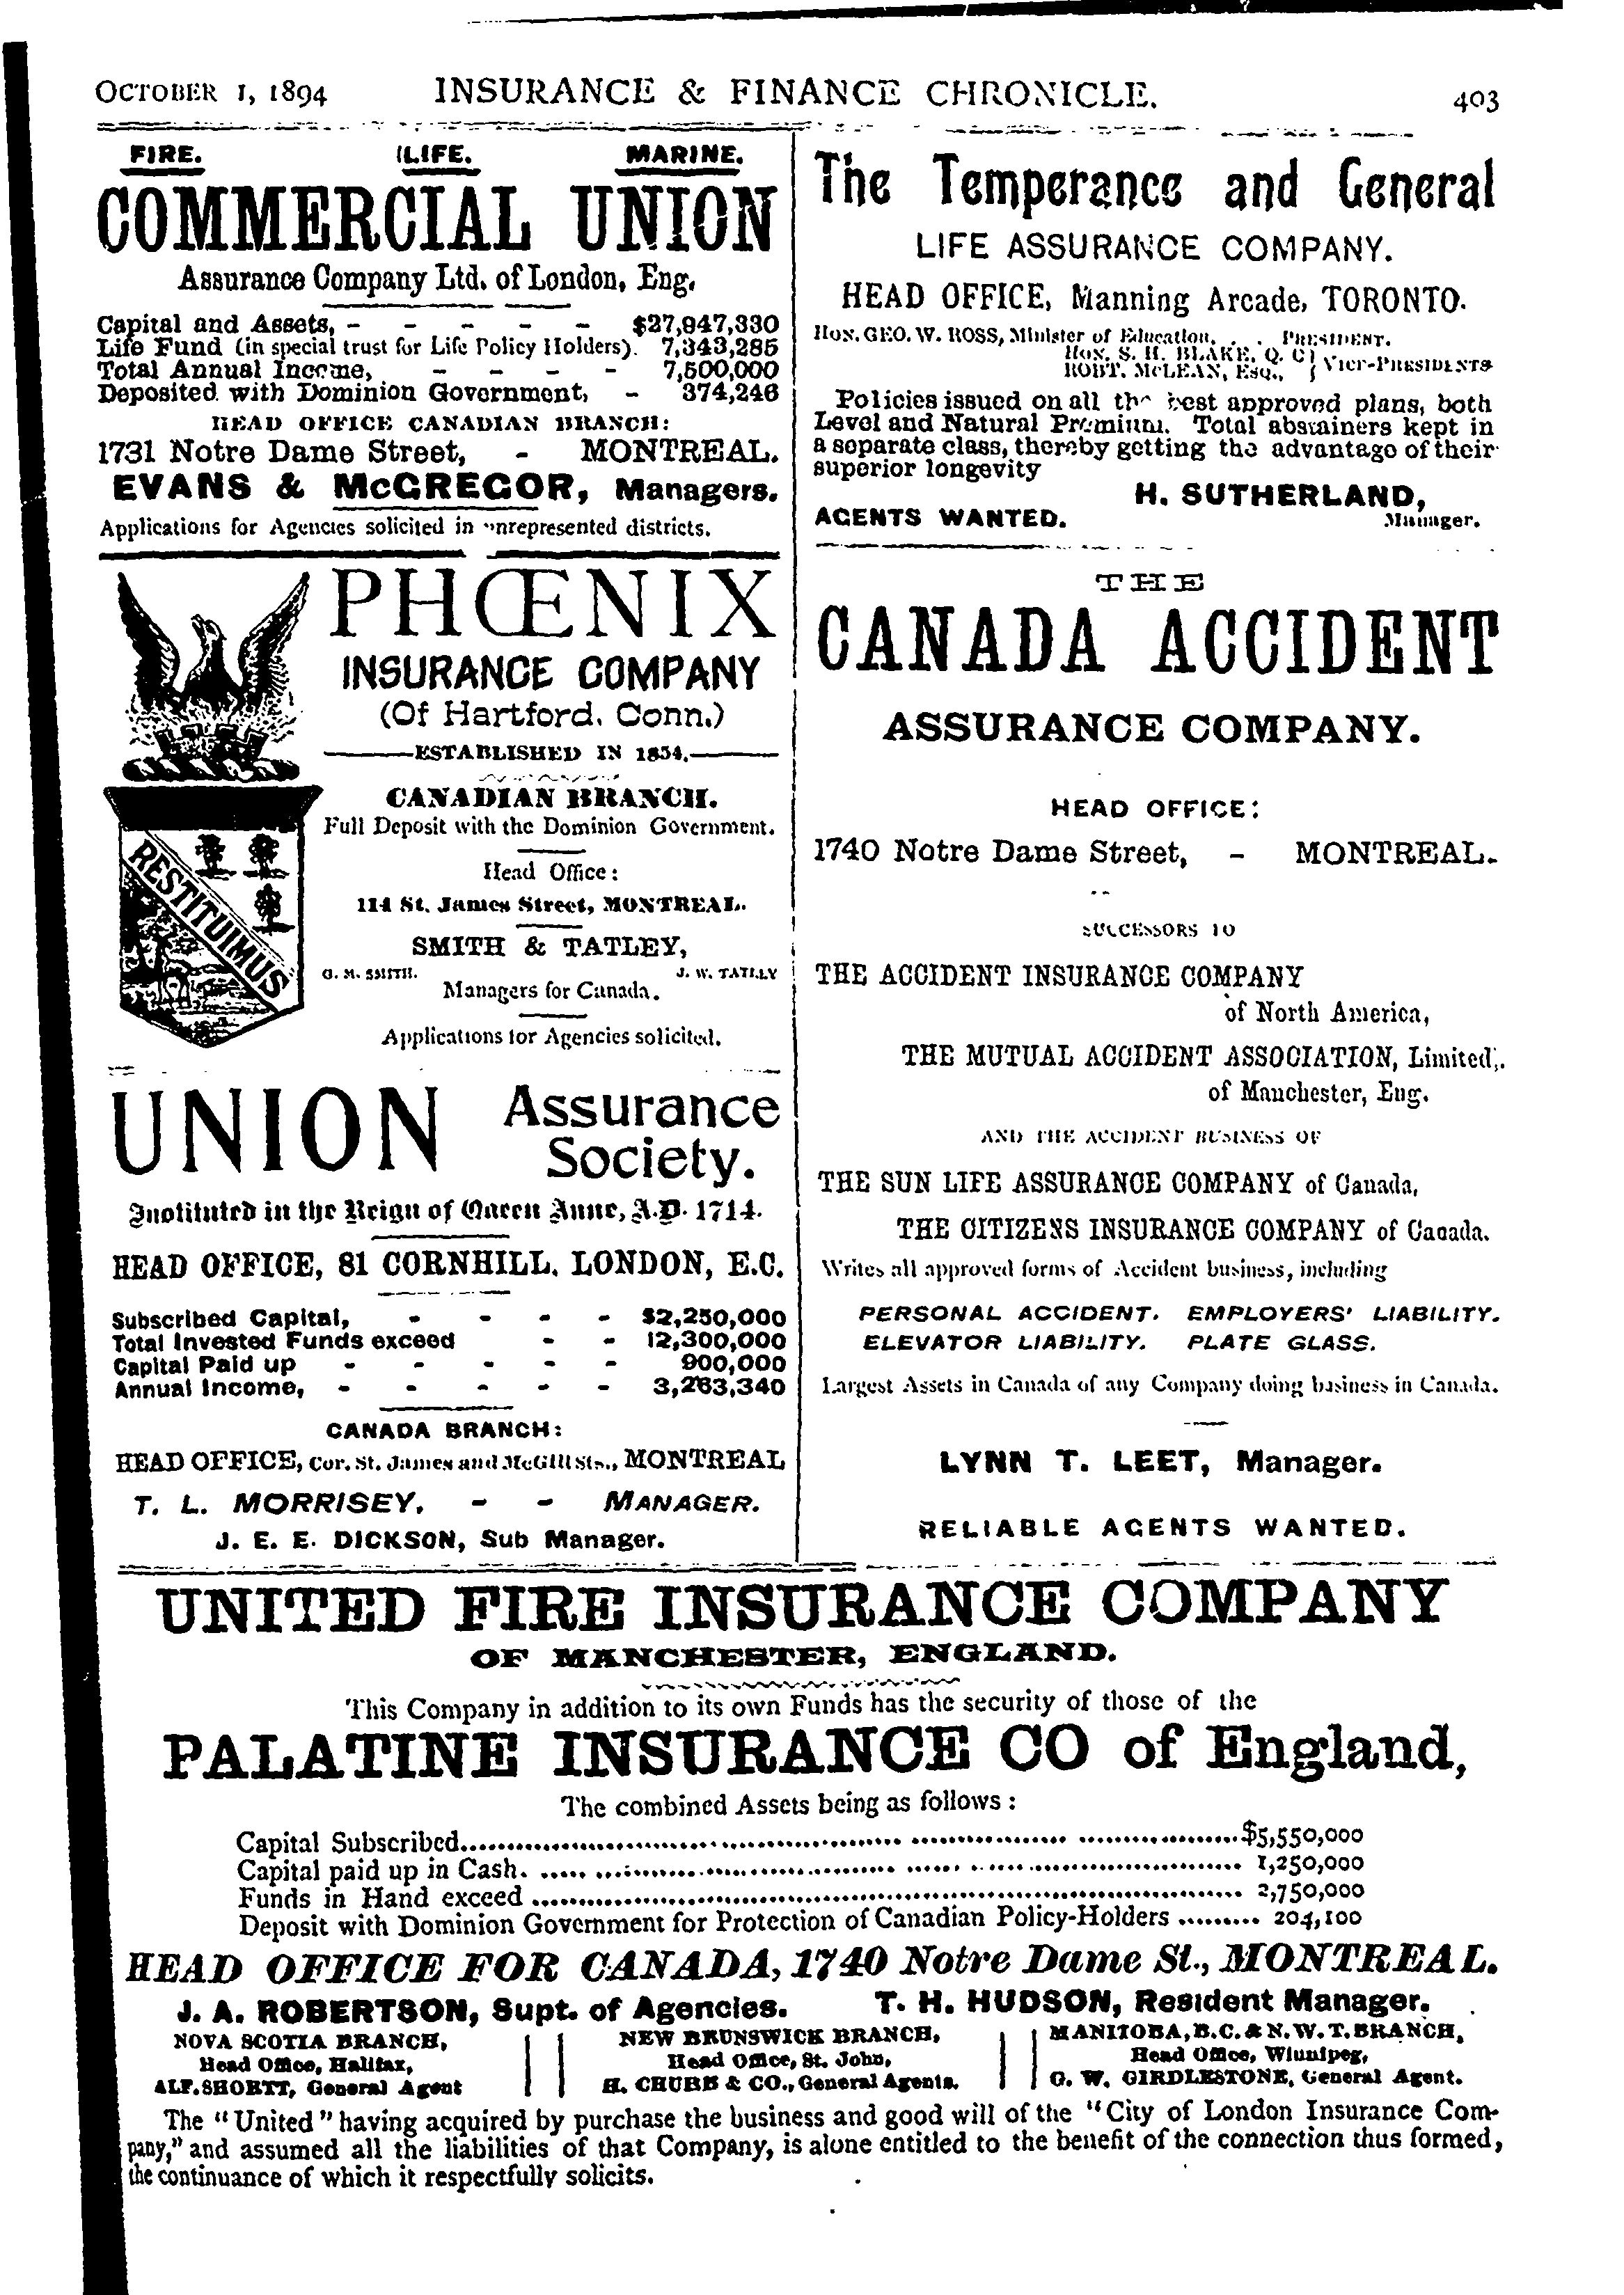 OCTOBER 1, 1894 INSURANCE & FINANCE CHRONICLE. 403
FIRE. LIFE. MARINE.
COMMERCIAL UNION
Assurance Company Ltd. of London, Eng.
Capital and Assets, - - - - - $27,947,330
Life Fund (in special trust for Life Policy Holders). 7,343,285
Total Annual Income, - - - - 7,500,000
Deposited with Dominion Government, - 374,246
HEAD OFFICE CANADIAN BRANCH:
1731 Notre Dame Street, - MONTREAL.
EVANS & McGREGOR, Managers.
Applications for Agencies solicited in unrepresented districts.
PHŒNIX
INSURANCE COMPANY
(Of Hartford. Conn.)
ESTABLISHED IN 1854.
CANADIAN BRANCH.
Full Deposit with the Dominion Government.
Head Office:
114 St. James Street, MONTREAL.
SMITH & TATLEY,
G. M. SMITH. J. W. TATLEY
Managers for Canada.
Applications for Agencies solicited.
RESTITUIMUS
UNION Assurance
Society.
Instituted in the Reign of Queen Anne, A.D. 1714.
HEAD OFFICE, 81 CORNHILL, LONDON, E.C.
Subscribed Capital, - - - - $2,250,000
Total Invested Funds exceed - - 12,300,000
Capital Paid up - - - - - 900,000
Annual Income, - - - - - 3,263,340
CANADA BRANCH:
HEAD OFFICE, Cor. St. James and McGill Sts., MONTREAL
T. L. MORRISEY, - - MANAGER.
J. E. E. DICKSON, Sub Manager.
The Temperance and General
LIFE ASSURANCE COMPANY.
HEAD OFFICE, Manning Arcade, TORONTO.
HON. GEO. W. ROSS, Minister of Education, . . PRESIDENT.
HON. S. H. BLAKE, Q. C.
ROBT. McLEAN, ESQ., } VICE-PRESIDENTS
Policies issued on all the best approved plans, both
Level and Natural Premium. Total abstainers kept in
a separate class, thereby getting the advantage of their
superior longevity
H. SUTHERLAND,
AGENTS WANTED. Manager.
THE
CANADA ACCIDENT
ASSURANCE COMPANY.
HEAD OFFICE:
1740 Notre Dame Street, - MONTREAL.
SUCCESSORS TO
THE ACCIDENT INSURANCE COMPANY
of North America,
THE MUTUAL ACCIDENT ASSOCIATION, Limited,
of Manchester, Eng.
AND THE ACCIDENT BUSINESS OF
THE SUN LIFE ASSURANCE COMPANY of Canada,
THE CITIZENS INSURANCE COMPANY of Canada.
Writes all approved forms of Accident business, including
PERSONAL ACCIDENT. EMPLOYERS' LIABILITY.
ELEVATOR LIABILITY. PLATE GLASS.
Largest Assets in Canada of any Company doing business in Canada.
LYNN T. LEET, Manager.
RELIABLE AGENTS WANTED.
UNITED FIRE INSURANCE COMPANY
OF MANCHESTER, ENGLAND.
This Company in addition to its own Funds has the security of those of the
PALATINE INSURANCE CO of England,
The combined Assets being as follows:
Capital Subscribed........ $5,550,000
Capital paid up in Cash........ 1,250,000
Funds in Hand exceed........ 2,750,000
Deposit with Dominion Government for Protection of Canadian Policy-Holders ......... 204,100
HEAD OFFICE FOR CANADA, 1740 Notre Dame St., MONTREAL.
J. A. ROBERTSON, Supt. of Agencies. T. H. HUDSON, Resident Manager.
NOVA SCOTIA BRANCH,
Head Office, Halifax,
ALF. SHORTT, General Agent
NEW BRUNSWICK BRANCH,
Head Office, St. John,
H. CHUBB & CO., General Agents.
MANITOBA, B.C. & N.W.T. BRANCH,
Head Office, Winnipeg,
G. W. GIRDLESTONE, General Agent.
The "United" having acquired by purchase the business and good will of the "City of London Insurance Com-
pany," and assumed all the liabilities of that Company, is alone entitled to the benefit of the connection thus formed,
the continuance of which it respectfully solicits.